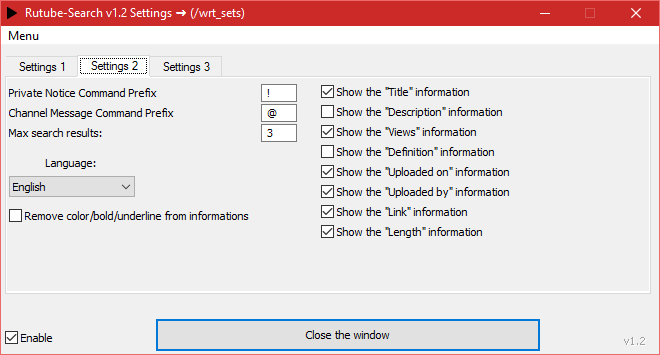 Rutube-Search v1.2 Settings → (/wrt_sets)
Menu
Settings 1 Settings 2 Settings 3
Private Notice Command Prefix !
Channel Message Command Prefix @
Max search results: 3
Language:
English
Remove color/bold/underline from informations
Show the "Title" information
Show the "Description" information
Show the "Views" information
Show the "Definition" information
Show the "Uploaded on" information
Show the "Uploaded by" information
Show the "Link" information
Show the "Length" information
Enable
Close the window
v1.2